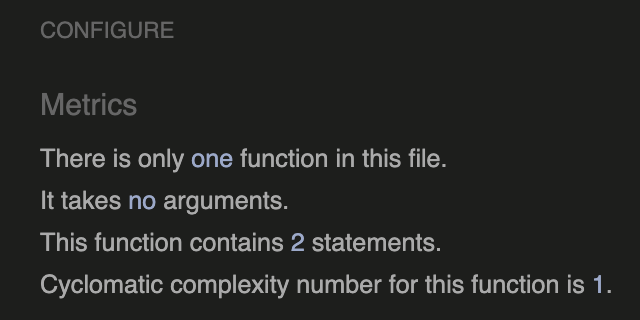 CONFIGURE
Metrics
There is only one function in this file.
It takes no arguments.
This function contains 2 statements.
Cyclomatic complexity number for this function is 1.